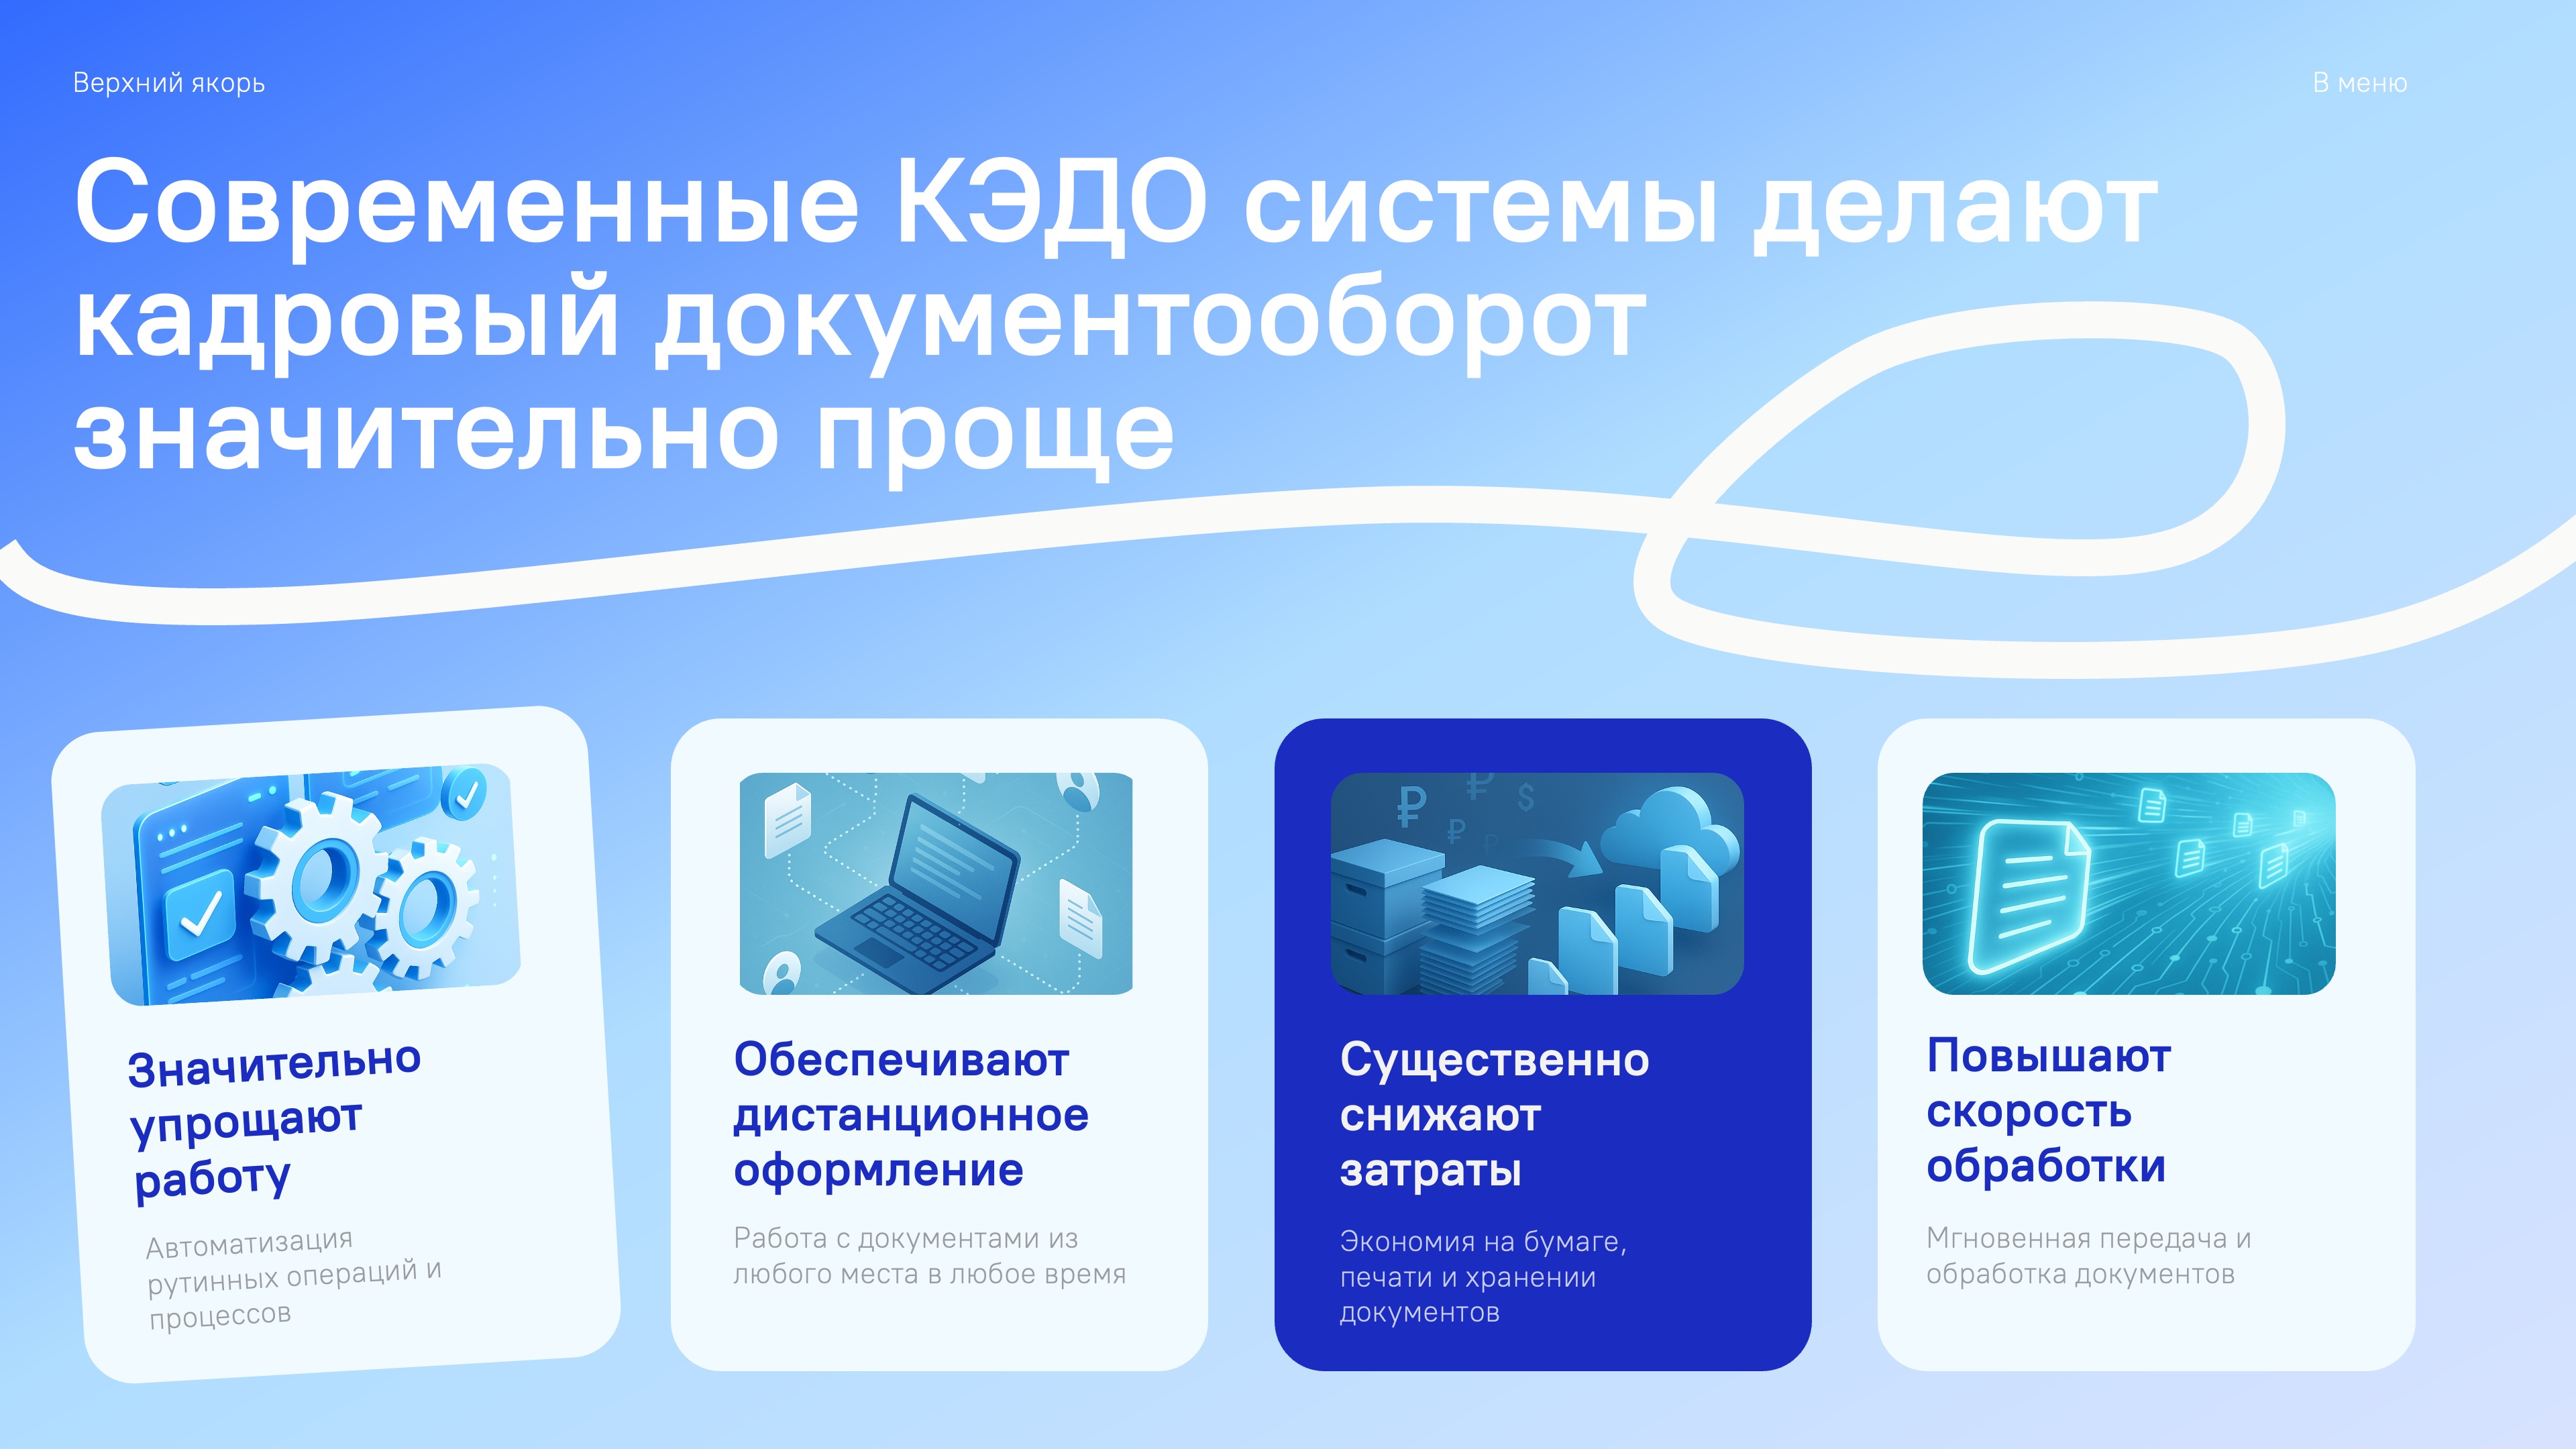 Верхний якорь
В меню
Современные КЭДО системы делают
кадровый документооборот
значительно проще
Значительно
упрощают
работу
Автоматизация
рутинных операций и
процессов
Обеспечивают
дистанционное
оформление
Работа с документами из
любого места в любое время
₽ ₽ $
₽ ₽
Существенно
снижают
затраты
Экономия на бумаге,
печати и хранении
документов
Повышают
скорость
обработки
Мгновенная передача и
обработка документов